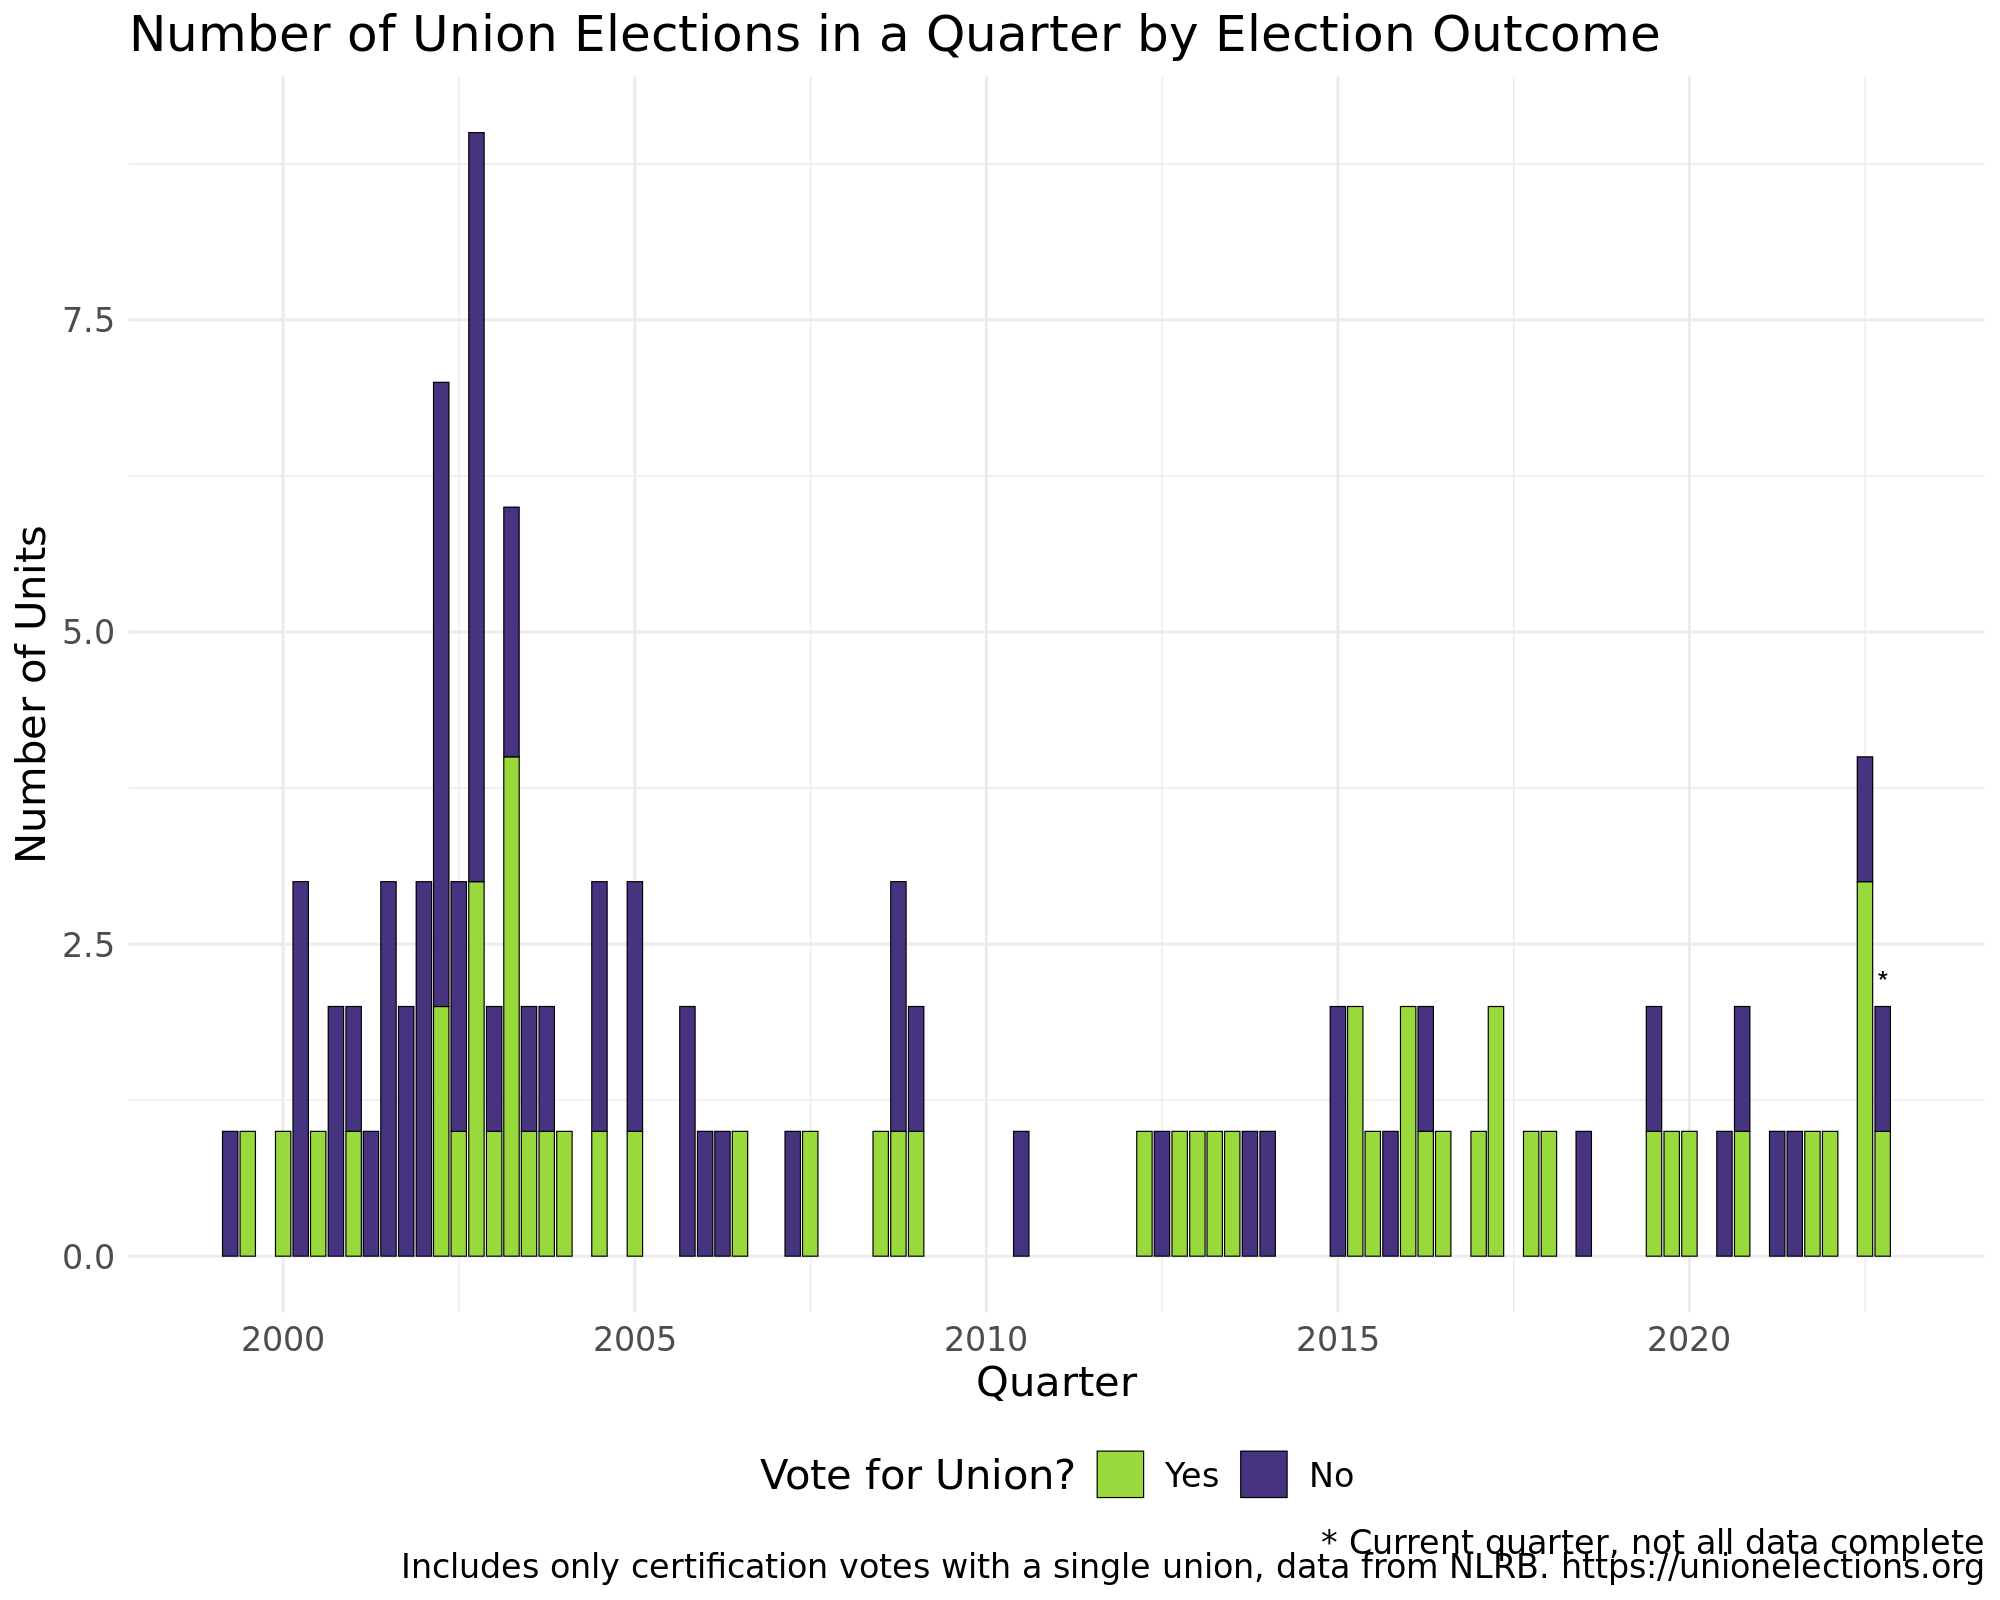 Number of Union Elections in a Quarter by Election Outcome
Number of Units
7.5
5.0
2.5
0.0
*
2000 2005 2010 2015 2020
Quarter
Vote for Union? Yes No
* Current quarter, not all data complete
Includes only certification votes with a single union, data from NLRB. https://unionelections.org